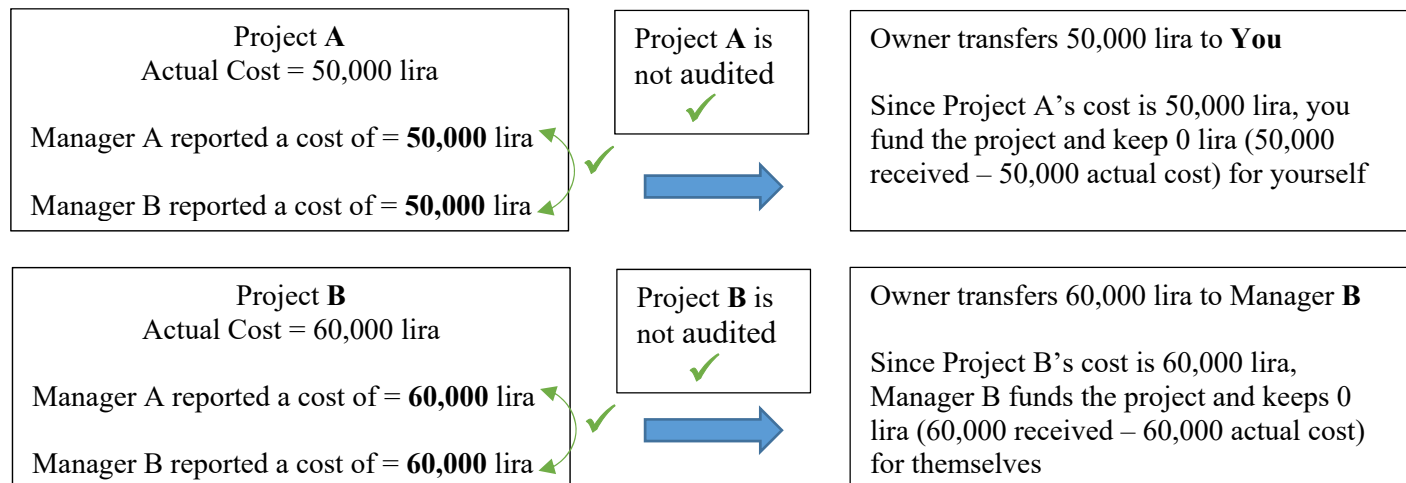 Project A
Actual Cost = 50,000 lira
Manager A reported a cost of = 50,000 lira
Manager B reported a cost of = 50,000 lira
Project A is
not audited
Owner transfers 50,000 lira to You
Since Project A’s cost is 50,000 lira, you
fund the project and keep 0 lira (50,000
received – 50,000 actual cost) for yourself
Project B
Actual Cost = 60,000 lira
Manager A reported a cost of = 60,000 lira
Manager B reported a cost of = 60,000 lira
Project B is
not audited
Owner transfers 60,000 lira to Manager B
Since Project B’s cost is 60,000 lira,
Manager B funds the project and keeps 0
lira (60,000 received – 60,000 actual cost)
for themselves